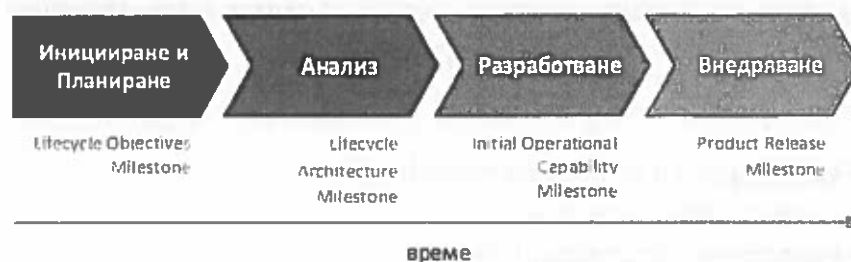 Иницииране и
Планиране
Анализ
Разработване
Внедряване
Lifecycle Objectives
Milestone
Lifecycle
Architecture
Milestone
Initial Operational
Capability
Milestone
Product Release
Milestone
време